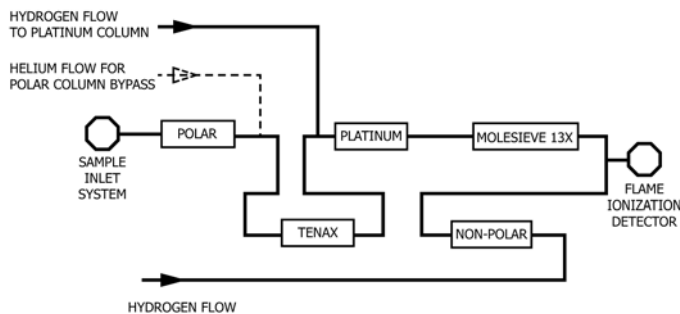 HYDROGEN FLOW
TO PLATINUM COLUMN
HELIUM FLOW FOR
POLAR COLUMN BYPASS
POLAR
PLATINUM
MOLESIEVE 13X
SAMPLE
INLET
SYSTEM
FLAME
IONIZATION
DETECTOR
TENAX
NON-POLAR
HYDROGEN FLOW